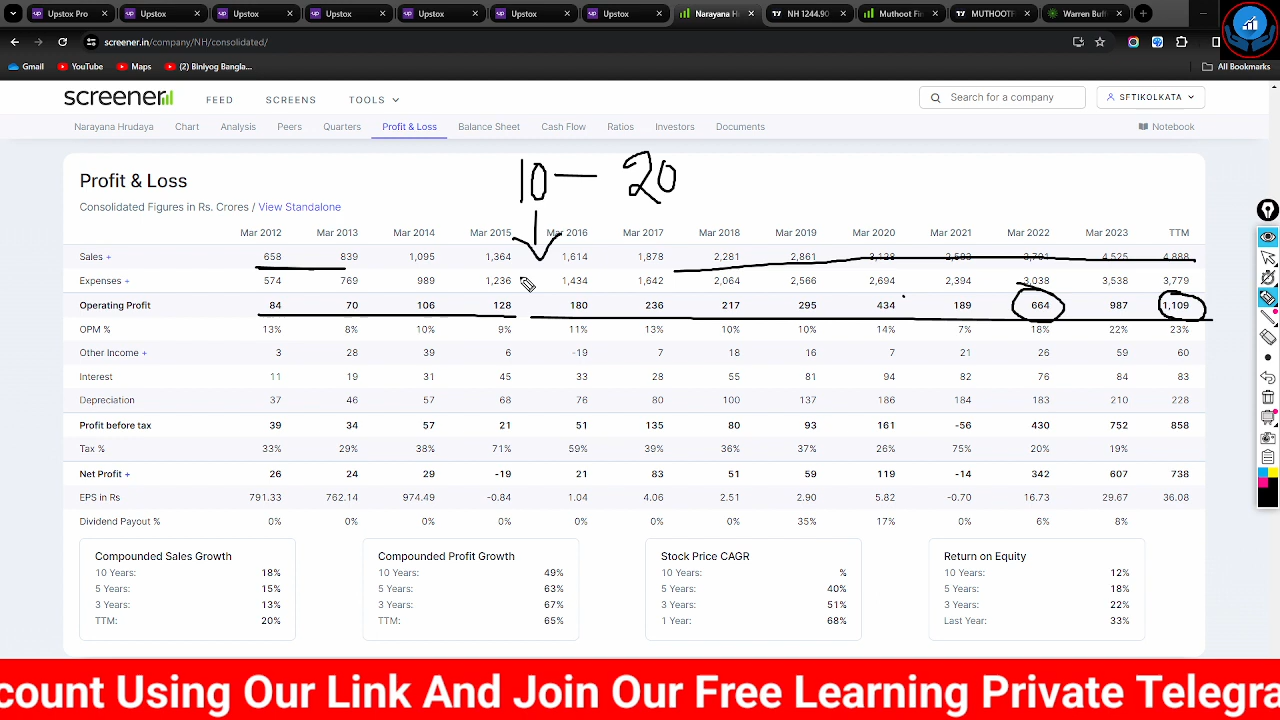 Upstox Pro Upstox Upstox Upstox Upstox Upstox Upstox Narayana H NH 1244.90 Muthoot Fin MUTHOOTF Warren Buf
screener.in/company/NH/consolidated/
Gmail YouTube Maps (2) Biniyog Bangla... All Bookmarks
screener FEED SCREENS TOOLS Search for a company SFTIKOLKATA
Narayana Hrudaya Chart Analysis Peers Quarters Profit & Loss Balance Sheet Cash Flow Ratios Investors Documents Notebook
10 — 20
Profit & Loss
Consolidated Figures in Rs. Crores / View Standalone
Mar 2012 Mar 2013 Mar 2014 Mar 2015 Mar 2016 Mar 2017 Mar 2018 Mar 2019 Mar 2020 Mar 2021 Mar 2022 Mar 2023 TTM
Sales + 658 839 1,095 1,364 1,614 1,878 2,281 2,861 3,128 2,583 3,701 4,525 4,888
Expenses + 574 769 989 1,236 1,434 1,642 2,064 2,566 2,694 2,394 3,038 3,538 3,779
Operating Profit 84 70 106 128 180 236 217 295 434 189 664 987 1,109
OPM % 13% 8% 10% 9% 11% 13% 10% 10% 14% 7% 18% 22% 23%
Other Income + 3 28 39 6 -19 7 18 16 7 21 26 59 60
Interest 11 19 31 45 33 28 55 81 94 82 76 84 83
Depreciation 37 46 57 68 76 80 100 137 186 184 183 210 228
Profit before tax 39 34 57 21 51 135 80 93 161 -56 430 752 858
Tax % 33% 29% 38% 71% 59% 39% 36% 37% 26% 75% 20% 19%
Net Profit + 26 24 29 -19 21 83 51 59 119 -14 342 607 738
EPS in Rs 791.33 762.14 974.49 -0.84 1.04 4.06 2.51 2.90 5.82 -0.70 16.73 29.67 36.08
Dividend Payout % 0% 0% 0% 0% 0% 0% 0% 35% 17% 0% 6% 8%
Compounded Sales Growth Compounded Profit Growth Stock Price CAGR Return on Equity
10 Years: 18% 10 Years: 49% 10 Years: % 10 Years: 12%
5 Years: 15% 5 Years: 63% 5 Years: 40% 5 Years: 18%
3 Years: 13% 3 Years: 67% 3 Years: 51% 3 Years: 22%
TTM: 20% TTM: 65% 1 Year: 68% Last Year: 33%
count Using Our Link And Join Our Free Learning Private Telegra